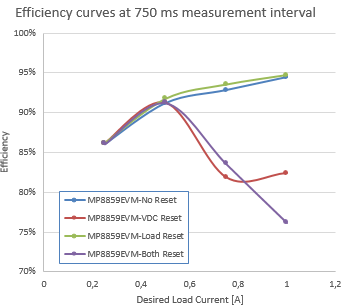 Efficiency curves at 750 ms measurement interval
100%
95%
90%
85%
80%
75%
70%
Efficiency
MP8859EVM-No Reset
MP8859EVM-VDC Reset
MP8859EVM-Load Reset
MP8859EVM-Both Reset
0
0,2
0,4
0,6
0,8
1
1,2
Desired Load Current [A]